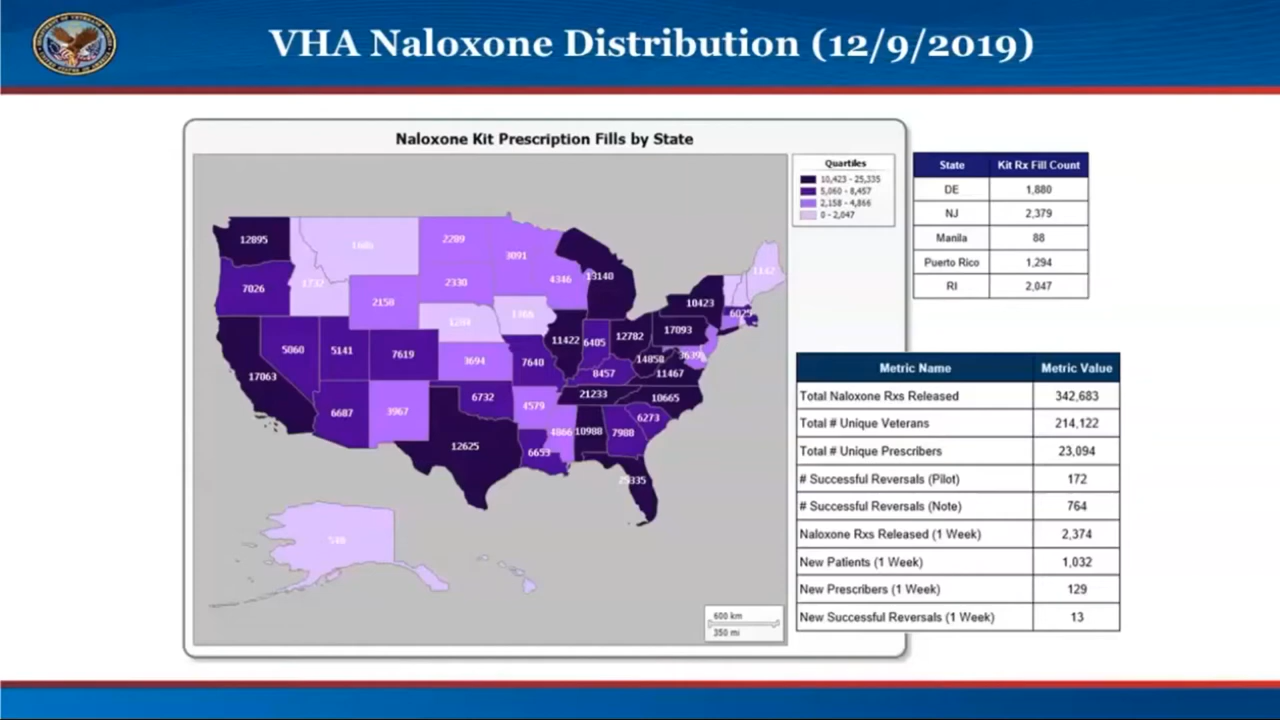 VHA Naloxone Distribution (12/9/2019)
Naloxone Kit Prescription Fills by State
Quartiles
10,423 - 25,335
5,060 - 8,457
2,158 - 4,866
0 - 2,047
12895
7026
17063
5060
5141
6687
2158
7619
3967
2289
2330
3694
6732
12625
3091
7640
4579
6653
4346
11422
4866
13140
6405
12782
8457
21233
10988
7988
25335
10423
17093
14858
11467
10665
6273
3639
6029
1142
600 km
350 mi
State Kit Rx Fill Count
DE 1,880
NJ 2,379
Manila 88
Puerto Rico 1,294
RI 2,047
Metric Name Metric Value
Total Naloxone Rxs Released 342,683
Total # Unique Veterans 214,122
Total # Unique Prescribers 23,094
# Successful Reversals (Pilot) 172
# Successful Reversals (Note) 764
Naloxone Rxs Released (1 Week) 2,374
New Patients (1 Week) 1,032
New Prescribers (1 Week) 129
New Successful Reversals (1 Week) 13